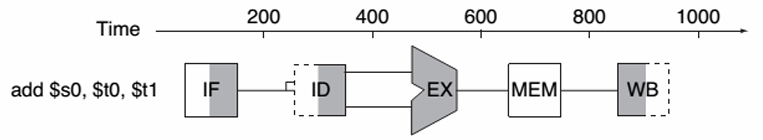 Time 200 400 600 800 1000
add $s0, $t0, $t1 IF ID EX MEM WB